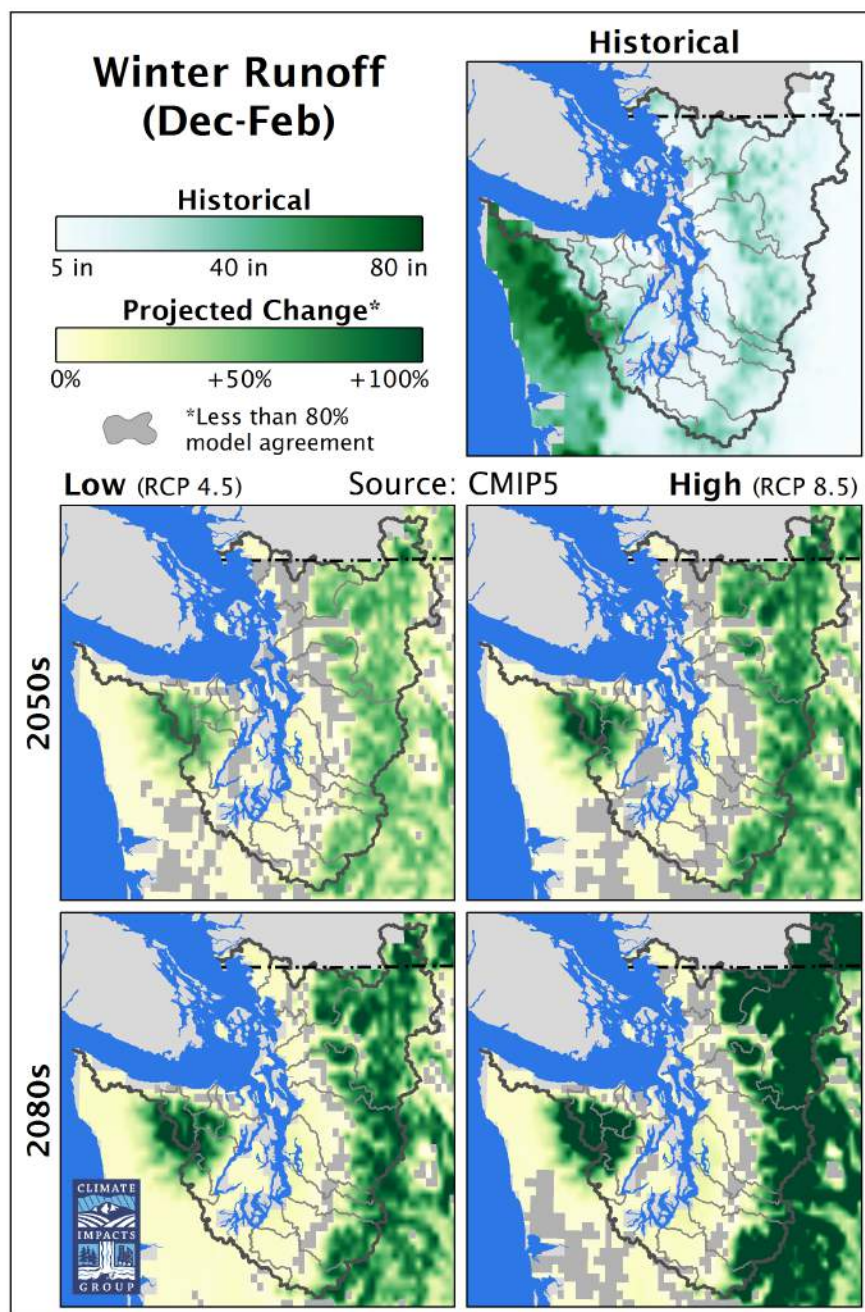 Winter Runoff
(Dec-Feb)
Historical
Historical
5 in 40 in 80 in
Projected Change*
0% +50% +100%
*Less than 80%
model agreement
Low (RCP 4.5) Source: CMIP5 High (RCP 8.5)
2050s
2080s
CLIMATE
IMPACTS
GROUP